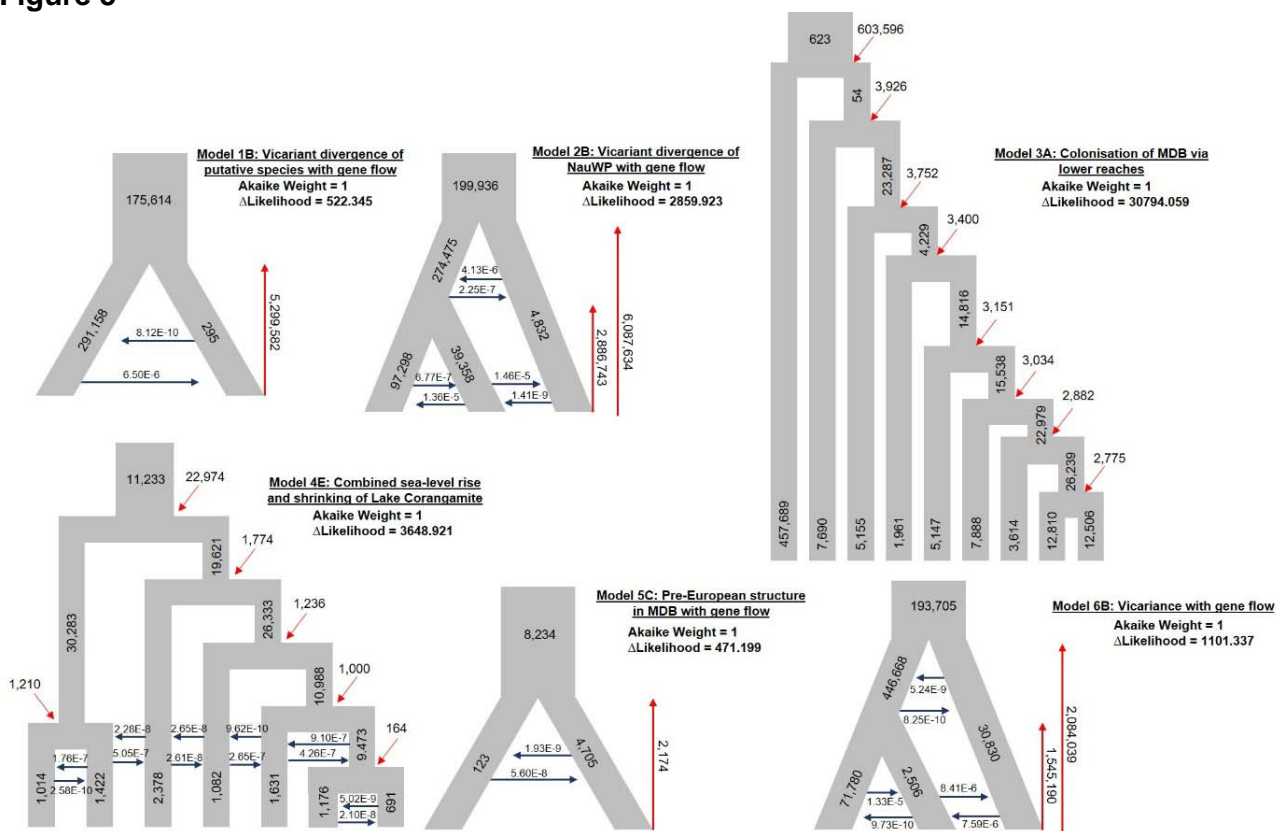 Figure 3
Model 1B: Vicariant divergence of
putative species with gene flow
Akaike Weight = 1
ΔLikelihood = 522.345
175,614
291,158
295
8.12E-10
6.50E-6
5,299,582
Model 2B: Vicariant divergence of
NauWP with gene flow
Akaike Weight = 1
ΔLikelihood = 2859.923
199,936
274,475
4.13E-6
2.25E-7
4,832
97,298
39,358
6.77E-7
1.36E-5
1.46E-5
1.41E-9
2,886,743
6,087,634
Model 3A: Colonisation of MDB via
lower reaches
Akaike Weight = 1
ΔLikelihood = 30794.059
623
603,596
54
3,926
23,287
3,752
4,229
3,400
14,816
3,151
15,538
3,034
22,979
2,882
26,239
2,775
457,689
7,690
5,155
1,961
5,147
7,888
3,614
12,810
12,506
Model 4E: Combined sea-level rise
and shrinking of Lake Corangamite
Akaike Weight = 1
ΔLikelihood = 3648.921
11,233
22,974
19,621
1,774
26,333
1,236
30,283
10,988
1,000
1,210
9,473
164
2.28E-8
2.65E-8
9.62E-10
9.10E-7
1.76E-7
5.05E-7
2.61E-8
2.65E-7
4.26E-7
2.58E-10
5.02E-9
2.10E-8
1,014
1,422
2,378
1,082
1,631
1,176
691
Model 5C: Pre-European structure
in MDB with gene flow
Akaike Weight = 1
ΔLikelihood = 471.199
8,234
123
4,705
1.93E-9
5.60E-8
2,174
Model 6B: Vicariance with gene flow
Akaike Weight = 1
ΔLikelihood = 1101.337
193,705
446,668
5.24E-9
8.25E-10
30,830
71,780
2,506
1.33E-5
9.73E-10
8.41E-6
7.59E-6
1,545,190
2,084,039